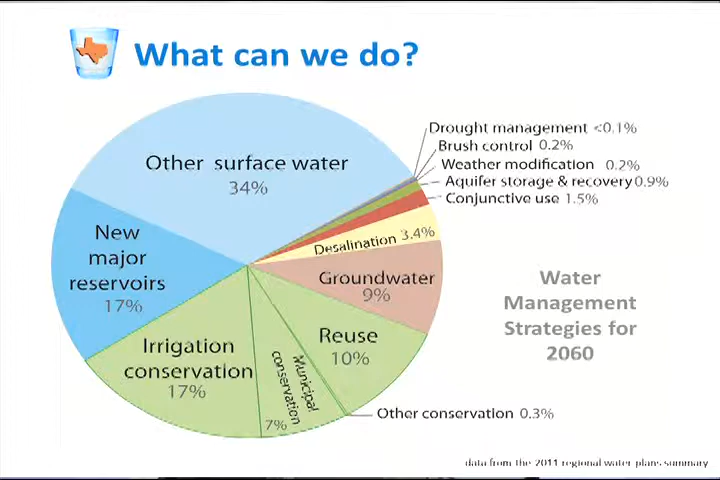 What can we do?
Drought management <0.1%
Brush control 0.2%
Weather modification 0.2%
Aquifer storage & recovery 0.9%
Conjunctive use 1.5%
Other surface water
34%
Desalination 3.4%
New
major
reservoirs
17%
Groundwater
9%
Water
Management
Strategies for
2060
Reuse
10%
Irrigation
conservation
17%
Municipal
conservation
7%
Other conservation 0.3%
data from the 2011 regional water plans summary